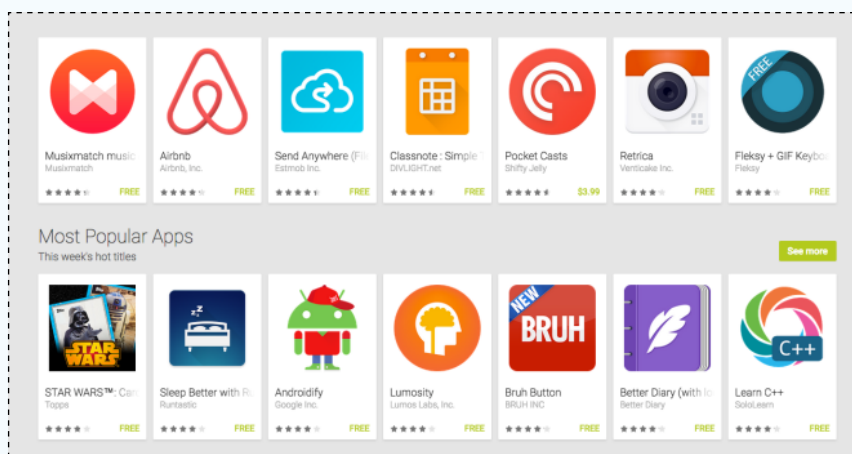 Musixmatch music
Musixmatch
FREE
Airbnb
Airbnb, Inc.
FREE
Send Anywhere (File
Estmob Inc.
FREE
Classnote : Simple
DIVLIGHT.net
FREE
Pocket Casts
Shifty Jelly
$3.99
Retrica
Venticake Inc.
FREE
FREE
Fleksy + GIF Keyboa
Fleksy
FREE
Most Popular Apps
This week's hot titles
See more
STAR WARS
STAR WARS™: Car
Topps
FREE
z Z
Sleep Better with R
Runtastic
FREE
Androidify
Google Inc.
FREE
Lumosity
Lumos Labs, Inc.
FREE
NEW
BRUH
Bruh Button
BRUH INC
FREE
Better Diary (with lo
Better Diary
FREE
C++
Learn C++
SoloLearn
FREE